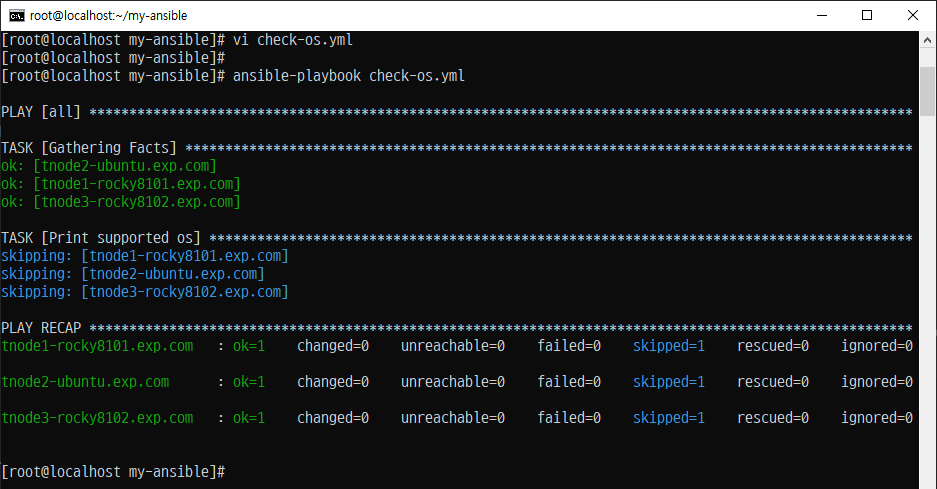 root@localhost:~/my-ansible
[root@localhost my-ansible]# vi check-os.yml
[root@localhost my-ansible]#
[root@localhost my-ansible]# ansible-playbook check-os.yml
PLAY [all] *******************************************************************************************************
TASK [Gathering Facts] *******************************************************************************************
ok: [tnode2-ubuntu.exp.com]
ok: [tnode1-rocky8101.exp.com]
ok: [tnode3-rocky8102.exp.com]
TASK [Print supported os] ****************************************************************************************
skipping: [tnode1-rocky8101.exp.com]
skipping: [tnode2-ubuntu.exp.com]
skipping: [tnode3-rocky8102.exp.com]
PLAY RECAP *******************************************************************************************************
tnode1-rocky8101.exp.com   : ok=1    changed=0    unreachable=0    failed=0    skipped=1    rescued=0    ignored=0
tnode2-ubuntu.exp.com      : ok=1    changed=0    unreachable=0    failed=0    skipped=1    rescued=0    ignored=0
tnode3-rocky8102.exp.com   : ok=1    changed=0    unreachable=0    failed=0    skipped=1    rescued=0    ignored=0
[root@localhost my-ansible]#